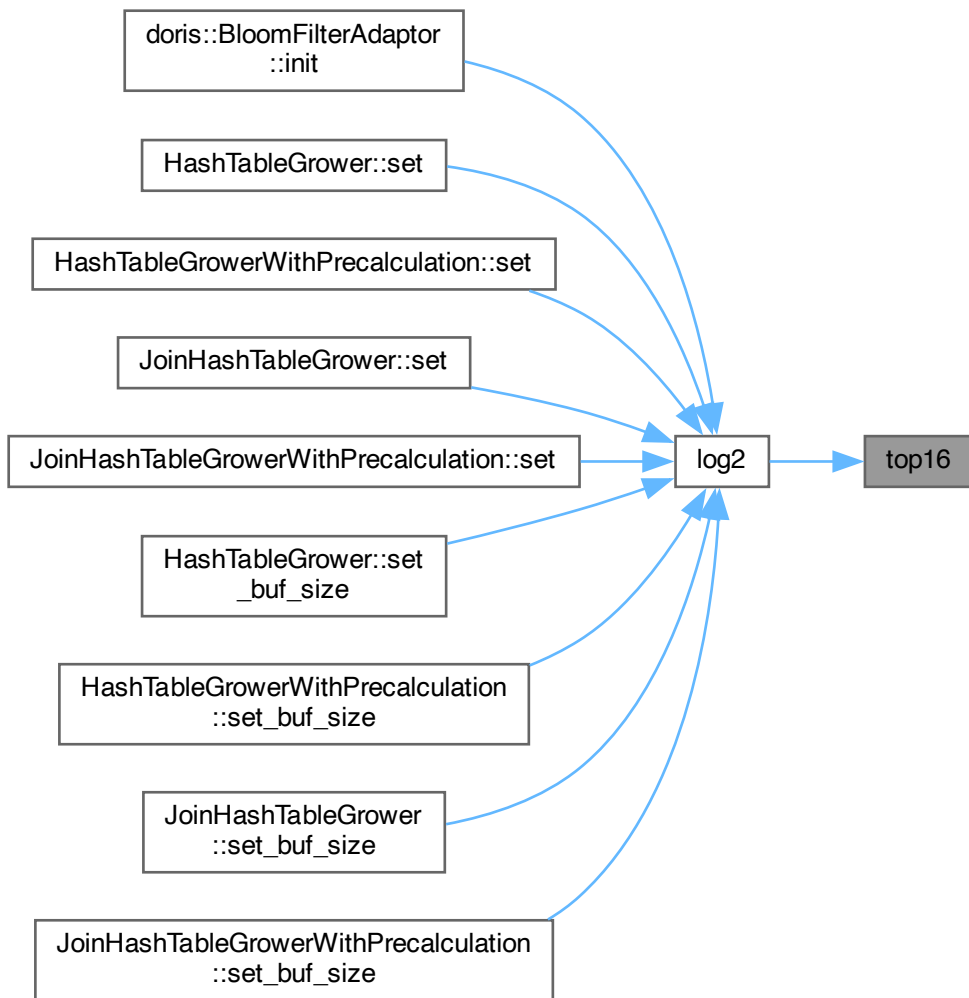 doris::BloomFilterAdaptor
::init
HashTableGrower::set
HashTableGrowerWithPrecalculation::set
JoinHashTableGrower::set
JoinHashTableGrowerWithPrecalculation::set
log2
top16
HashTableGrower::set
_buf_size
HashTableGrowerWithPrecalculation
::set_buf_size
JoinHashTableGrower
::set_buf_size
JoinHashTableGrowerWithPrecalculation
::set_buf_size